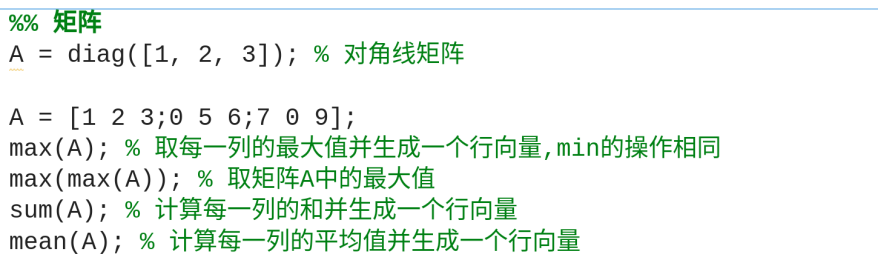 %% 矩阵
A = diag([1, 2, 3]); % 对角线矩阵
A = [1 2 3;0 5 6;7 0 9];
max(A); % 取每一列的最大值并生成一个行向量,min的操作相同
max(max(A)); % 取矩阵A中的最大值
sum(A); % 计算每一列的和并生成一个行向量
mean(A); % 计算每一列的平均值并生成一个行向量